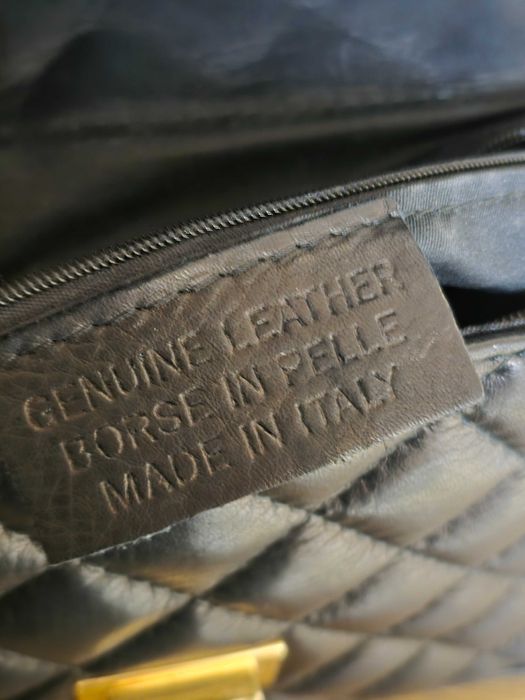 GENUINE LEATHER
BORSE IN PELLE
MADE IN ITALY